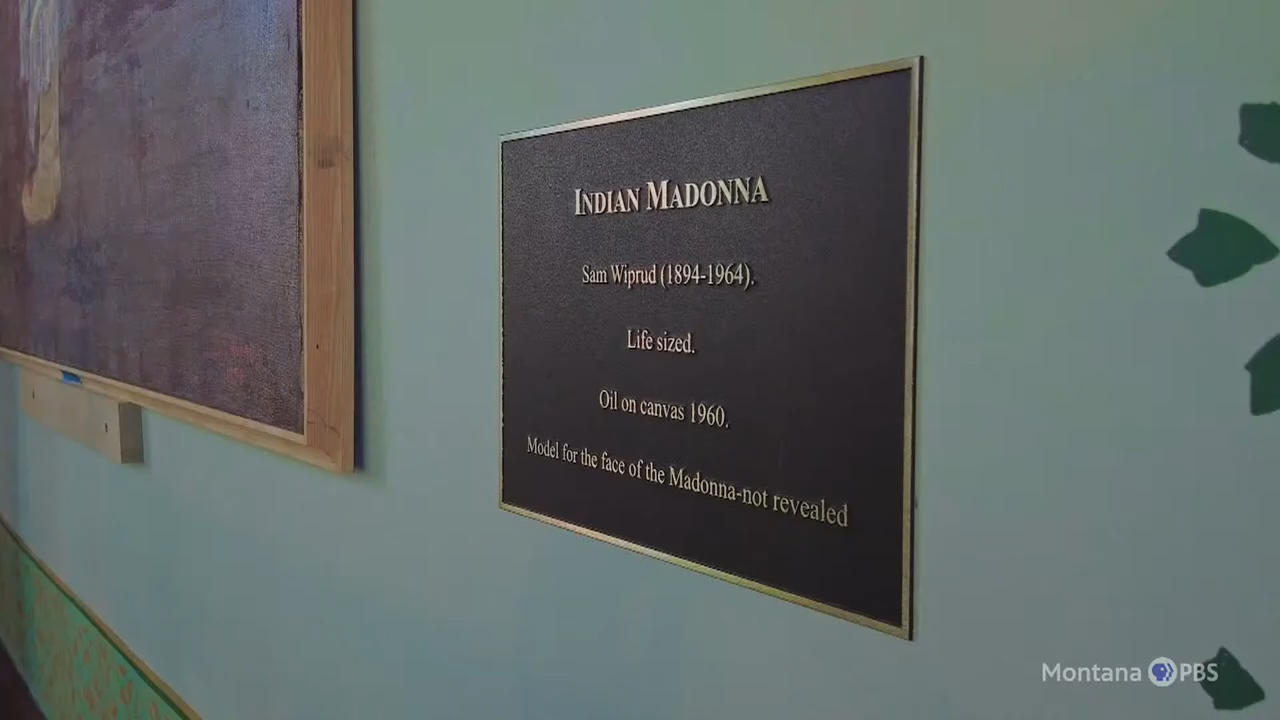 INDIAN MADONNA
Sam Wiprud (1894-1964).
Life sized.
Oil on canvas 1960.
Model for the face of the Madonna-not revealed
Montana PBS